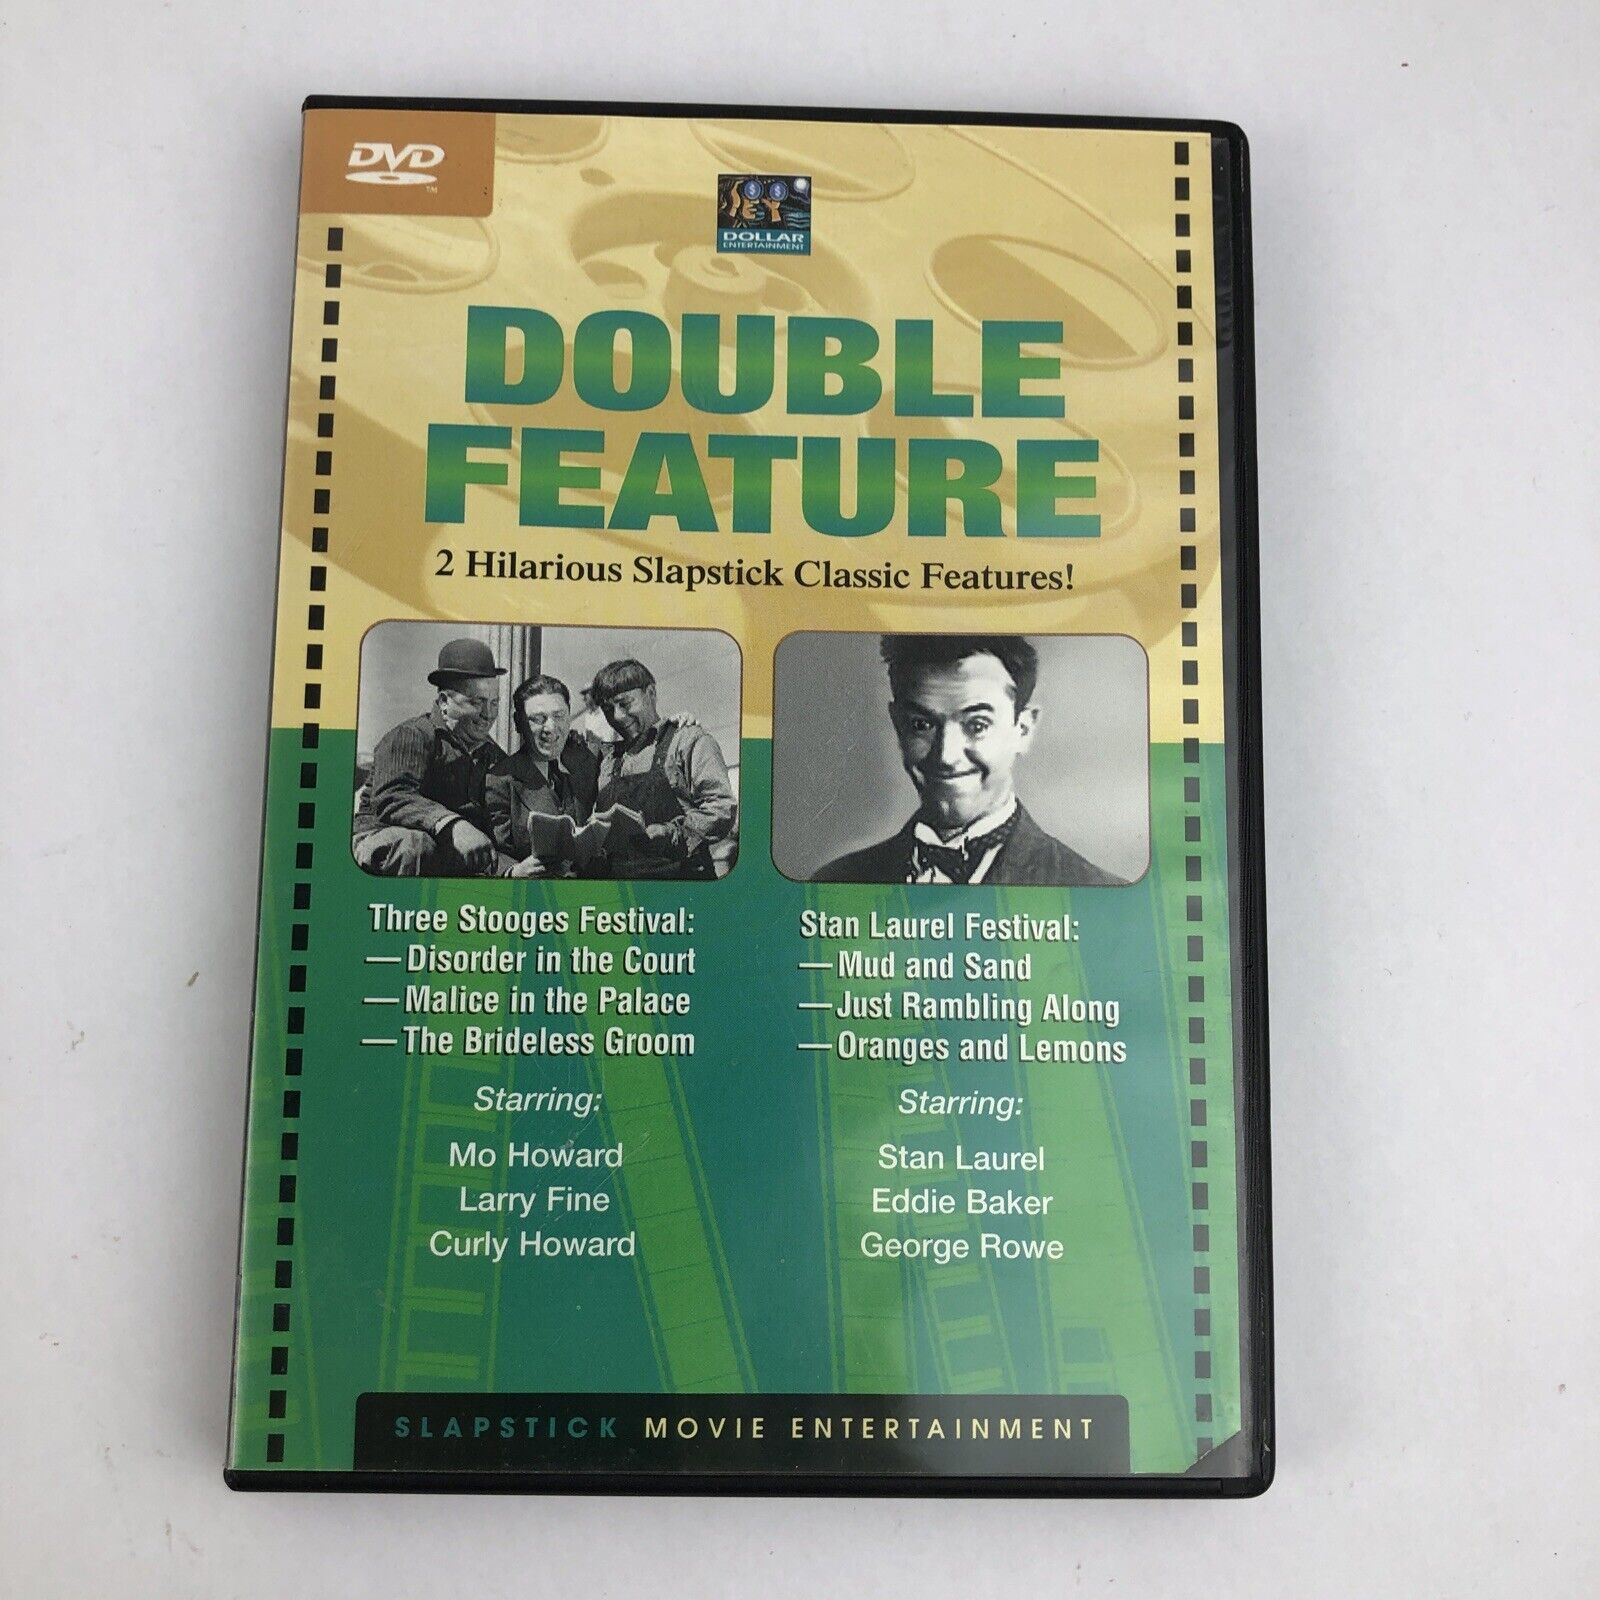 DVD
TM
DOLLAR
ENTERTAINMENT
DOUBLE
FEATURE
2 Hilarious Slapstick Classic Features!
Three Stooges Festival:
—Disorder in the Court
—Malice in the Palace
—The Brideless Groom
Starring:
Mo Howard
Larry Fine
Curly Howard
Stan Laurel Festival:
—Mud and Sand
—Just Rambling Along
—Oranges and Lemons
Starring:
Stan Laurel
Eddie Baker
George Rowe
SLAPSTICK MOVIE ENTERTAINMENT